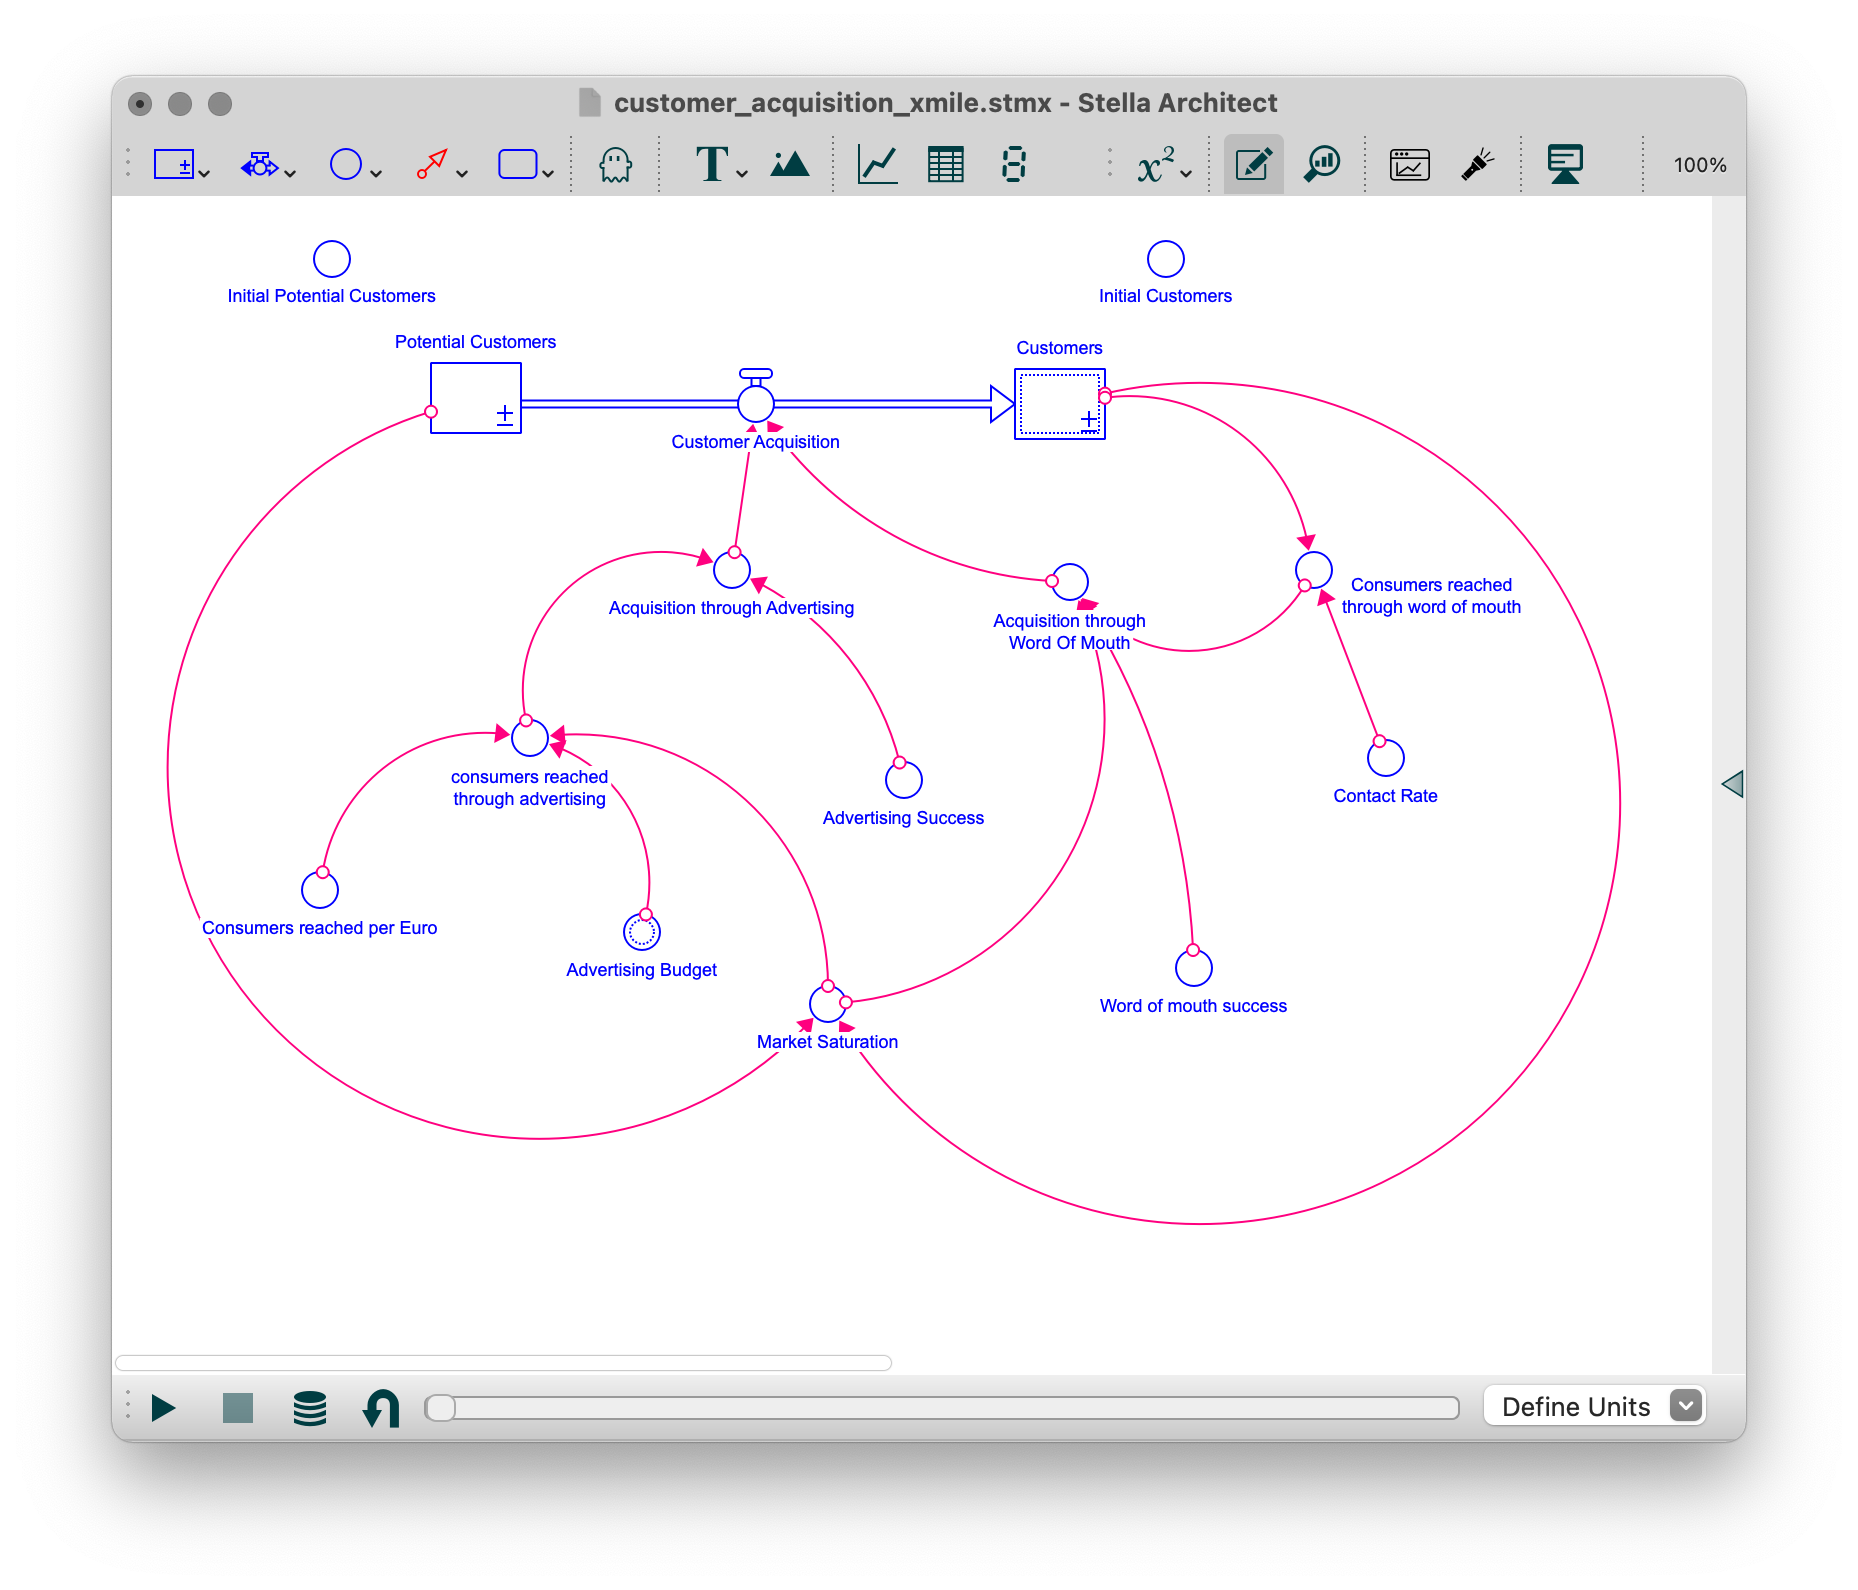 customer_acquisition_xmile.stmx - Stella Architect
T
x²
100%
Initial Potential Customers
Initial Customers
Potential Customers
Customers
Customer Acquisition
Acquisition through Advertising
Acquisition through
Word Of Mouth
Consumers reached
through word of mouth
consumers reached
through advertising
Advertising Success
Contact Rate
Consumers reached per Euro
Advertising Budget
Word of mouth success
Market Saturation
Define Units